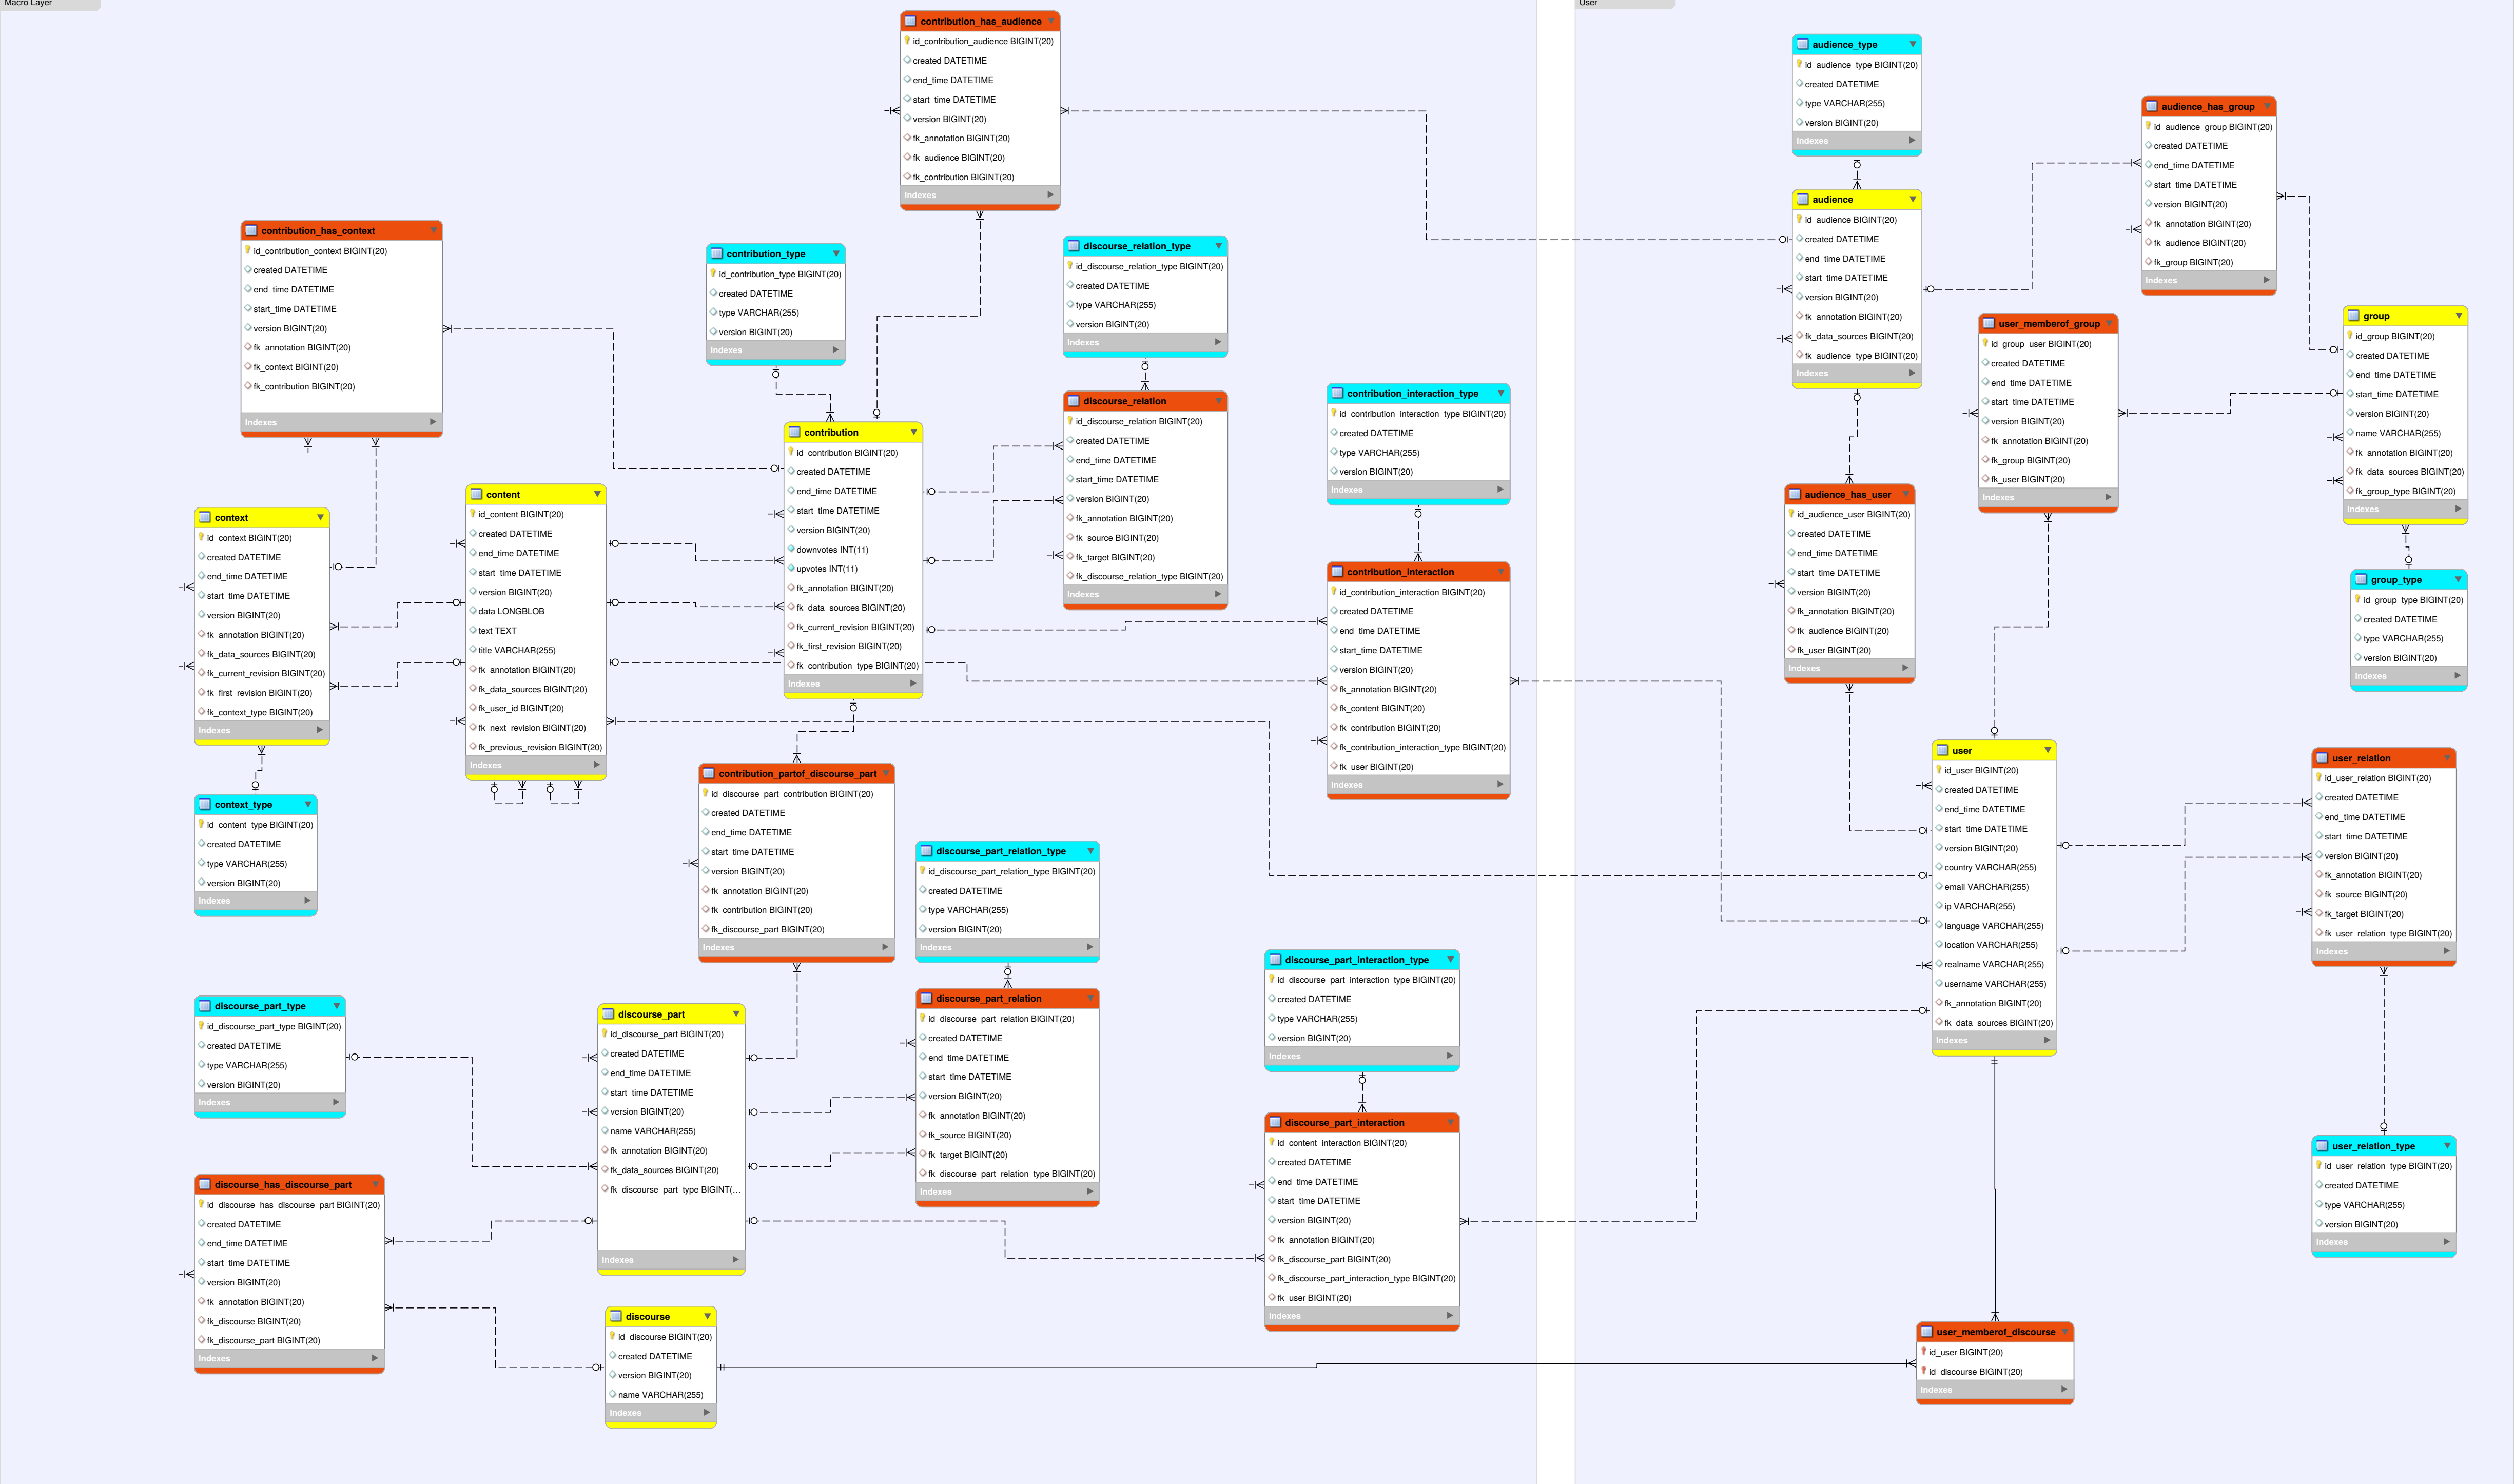 Macro Layer
User
contribution_has_audience
id_contribution_audience BIGINT(20)
created DATETIME
end_time DATETIME
start_time DATETIME
version BIGINT(20)
fk_annotation BIGINT(20)
fk_audience BIGINT(20)
fk_contribution BIGINT(20)
Indexes
contribution_has_context
id_contribution_context BIGINT(20)
created DATETIME
end_time DATETIME
start_time DATETIME
version BIGINT(20)
fk_annotation BIGINT(20)
fk_context BIGINT(20)
fk_contribution BIGINT(20)
Indexes
contribution_type
id_contribution_type BIGINT(20)
created DATETIME
type VARCHAR(255)
version BIGINT(20)
Indexes
discourse_relation_type
id_discourse_relation_type BIGINT(20)
created DATETIME
type VARCHAR(255)
version BIGINT(20)
Indexes
discourse_relation
id_discourse_relation BIGINT(20)
created DATETIME
end_time DATETIME
start_time DATETIME
version BIGINT(20)
fk_annotation BIGINT(20)
fk_source BIGINT(20)
fk_target BIGINT(20)
fk_discourse_relation_type BIGINT(20)
Indexes
contribution_interaction_type
id_contribution_interaction_type BIGINT(20)
created DATETIME
type VARCHAR(255)
version BIGINT(20)
Indexes
context
id_context BIGINT(20)
created DATETIME
end_time DATETIME
start_time DATETIME
version BIGINT(20)
fk_annotation BIGINT(20)
fk_data_sources BIGINT(20)
fk_current_revision BIGINT(20)
fk_first_revision BIGINT(20)
fk_context_type BIGINT(20)
Indexes
content
id_content BIGINT(20)
created DATETIME
end_time DATETIME
start_time DATETIME
version BIGINT(20)
data LONGBLOB
text TEXT
title VARCHAR(255)
fk_annotation BIGINT(20)
fk_data_sources BIGINT(20)
fk_user_id BIGINT(20)
fk_next_revision BIGINT(20)
fk_previous_revision BIGINT(20)
Indexes
contribution
id_contribution BIGINT(20)
created DATETIME
end_time DATETIME
start_time DATETIME
version BIGINT(20)
downvotes INT(11)
upvotes INT(11)
fk_annotation BIGINT(20)
fk_data_sources BIGINT(20)
fk_current_revision BIGINT(20)
fk_first_revision BIGINT(20)
fk_contribution_type BIGINT(20)
Indexes
contribution_interaction
id_contribution_interaction BIGINT(20)
created DATETIME
end_time DATETIME
start_time DATETIME
version BIGINT(20)
fk_annotation BIGINT(20)
fk_content BIGINT(20)
fk_contribution BIGINT(20)
fk_contribution_interaction_type BIGINT(20)
fk_user BIGINT(20)
Indexes
context_type
id_content_type BIGINT(20)
created DATETIME
type VARCHAR(255)
version BIGINT(20)
Indexes
contribution_partof_discourse_part
id_discourse_part_contribution BIGINT(20)
created DATETIME
end_time DATETIME
start_time DATETIME
version BIGINT(20)
fk_annotation BIGINT(20)
fk_contribution BIGINT(20)
fk_discourse_part BIGINT(20)
Indexes
discourse_part_relation_type
id_discourse_part_relation_type BIGINT(20)
created DATETIME
type VARCHAR(255)
version BIGINT(20)
Indexes
discourse_part_interaction_type
id_discourse_part_interaction_type BIGINT(20)
created DATETIME
type VARCHAR(255)
version BIGINT(20)
Indexes
discourse_part_type
id_discourse_part_type BIGINT(20)
created DATETIME
type VARCHAR(255)
version BIGINT(20)
Indexes
discourse_part
id_discourse_part BIGINT(20)
created DATETIME
end_time DATETIME
start_time DATETIME
version BIGINT(20)
name VARCHAR(255)
fk_annotation BIGINT(20)
fk_data_sources BIGINT(20)
fk_discourse_part_type BIGINT(...
Indexes
discourse_part_relation
id_discourse_part_relation BIGINT(20)
created DATETIME
end_time DATETIME
start_time DATETIME
version BIGINT(20)
fk_annotation BIGINT(20)
fk_source BIGINT(20)
fk_target BIGINT(20)
fk_discourse_part_relation_type BIGINT(20)
Indexes
discourse_part_interaction
id_content_interaction BIGINT(20)
created DATETIME
end_time DATETIME
start_time DATETIME
version BIGINT(20)
fk_annotation BIGINT(20)
fk_discourse_part BIGINT(20)
fk_discourse_part_interaction_type BIGINT(20)
fk_user BIGINT(20)
Indexes
discourse_has_discourse_part
id_discourse_has_discourse_part BIGINT(20)
created DATETIME
end_time DATETIME
start_time DATETIME
version BIGINT(20)
fk_annotation BIGINT(20)
fk_discourse BIGINT(20)
fk_discourse_part BIGINT(20)
Indexes
discourse
id_discourse BIGINT(20)
created DATETIME
version BIGINT(20)
name VARCHAR(255)
Indexes
audience_type
id_audience_type BIGINT(20)
created DATETIME
type VARCHAR(255)
version BIGINT(20)
Indexes
audience
id_audience BIGINT(20)
created DATETIME
end_time DATETIME
start_time DATETIME
version BIGINT(20)
fk_annotation BIGINT(20)
fk_data_sources BIGINT(20)
fk_audience_type BIGINT(20)
Indexes
audience_has_group
id_audience_group BIGINT(20)
created DATETIME
end_time DATETIME
start_time DATETIME
version BIGINT(20)
fk_annotation BIGINT(20)
fk_audience BIGINT(20)
fk_group BIGINT(20)
Indexes
user_memberof_group
id_group_user BIGINT(20)
created DATETIME
end_time DATETIME
start_time DATETIME
version BIGINT(20)
fk_annotation BIGINT(20)
fk_group BIGINT(20)
fk_user BIGINT(20)
Indexes
group
id_group BIGINT(20)
created DATETIME
end_time DATETIME
start_time DATETIME
version BIGINT(20)
name VARCHAR(255)
fk_annotation BIGINT(20)
fk_data_sources BIGINT(20)
fk_group_type BIGINT(20)
Indexes
audience_has_user
id_audience_user BIGINT(20)
created DATETIME
end_time DATETIME
start_time DATETIME
version BIGINT(20)
fk_annotation BIGINT(20)
fk_audience BIGINT(20)
fk_user BIGINT(20)
Indexes
group_type
id_group_type BIGINT(20)
created DATETIME
type VARCHAR(255)
version BIGINT(20)
Indexes
user
id_user BIGINT(20)
created DATETIME
end_time DATETIME
start_time DATETIME
version BIGINT(20)
country VARCHAR(255)
email VARCHAR(255)
ip VARCHAR(255)
language VARCHAR(255)
location VARCHAR(255)
realname VARCHAR(255)
username VARCHAR(255)
fk_annotation BIGINT(20)
fk_data_sources BIGINT(20)
Indexes
user_relation
id_user_relation BIGINT(20)
created DATETIME
end_time DATETIME
start_time DATETIME
version BIGINT(20)
fk_annotation BIGINT(20)
fk_source BIGINT(20)
fk_target BIGINT(20)
fk_user_relation_type BIGINT(20)
Indexes
user_relation_type
id_user_relation_type BIGINT(20)
created DATETIME
type VARCHAR(255)
version BIGINT(20)
Indexes
user_memberof_discourse
id_user BIGINT(20)
id_discourse BIGINT(20)
Indexes